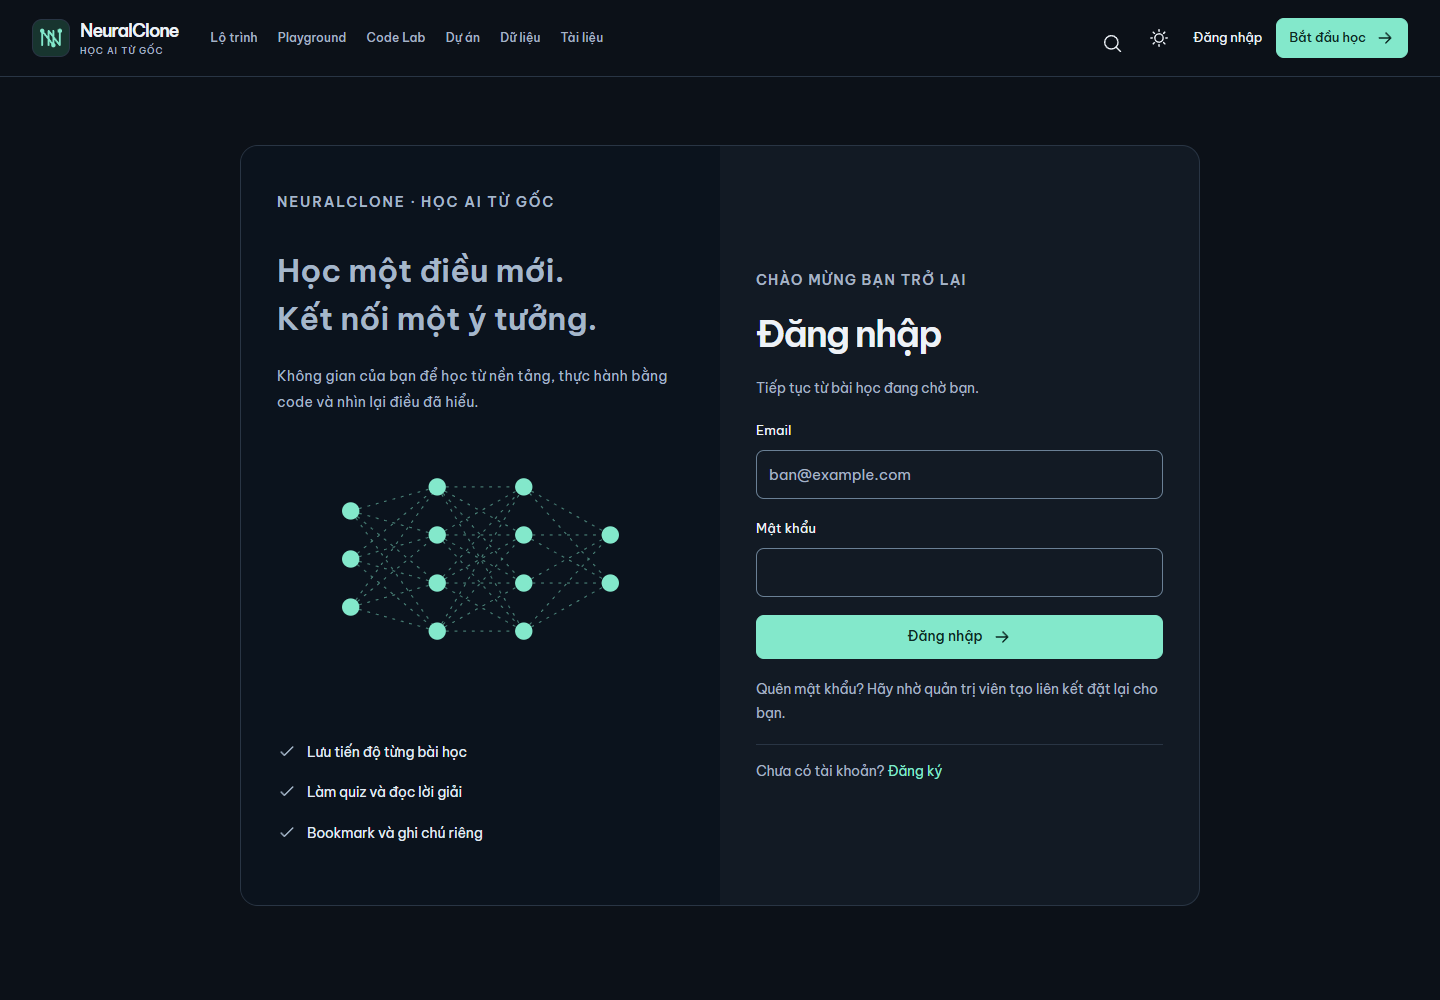 NeuralClone
HỌC AI TỪ GỐC
Lộ trình
Playground
Code Lab
Dự án
Dữ liệu
Tài liệu
Đăng nhập
Bắt đầu học
NEURALCLONE · HỌC AI TỪ GỐC
Học một điều mới.
Kết nối một ý tưởng.
Không gian của bạn để học từ nền tảng, thực hành bằng
code và nhìn lại điều đã hiểu.
Lưu tiến độ từng bài học
Làm quiz và đọc lời giải
Bookmark và ghi chú riêng
CHÀO MỪNG BẠN TRỞ LẠI
Đăng nhập
Tiếp tục từ bài học đang chờ bạn.
Email
ban@example.com
Mật khẩu
Đăng nhập
Quên mật khẩu? Hãy nhờ quản trị viên tạo liên kết đặt lại cho
bạn.
Chưa có tài khoản? Đăng ký